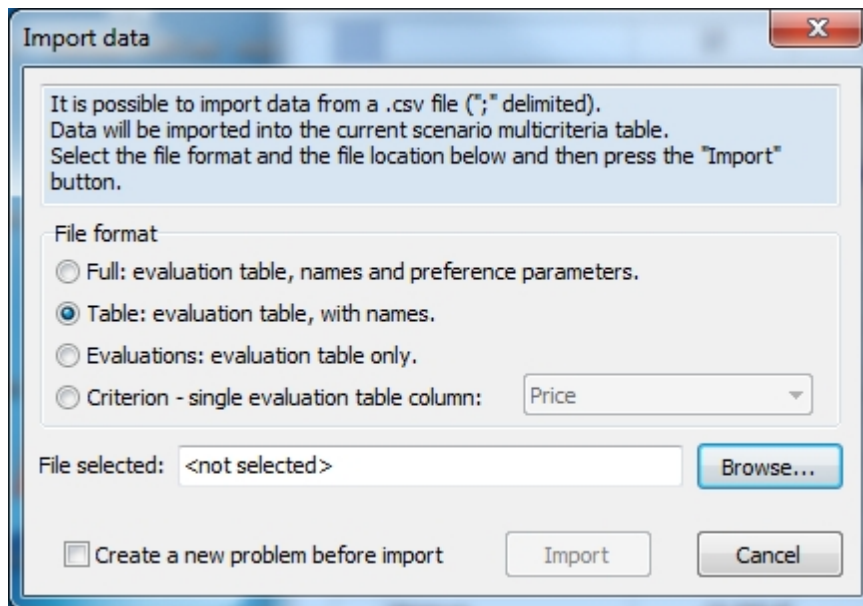 Import data
It is possible to import data from a .csv file (";" delimited).
Data will be imported into the current scenario multicriteria table.
Select the file format and the file location below and then press the "Import"
button.
File format
Full: evaluation table, names and preference parameters.
Table: evaluation table, with names.
Evaluations: evaluation table only.
Criterion - single evaluation table column: Price
File selected: <not selected> Browse...
Create a new problem before import Import Cancel